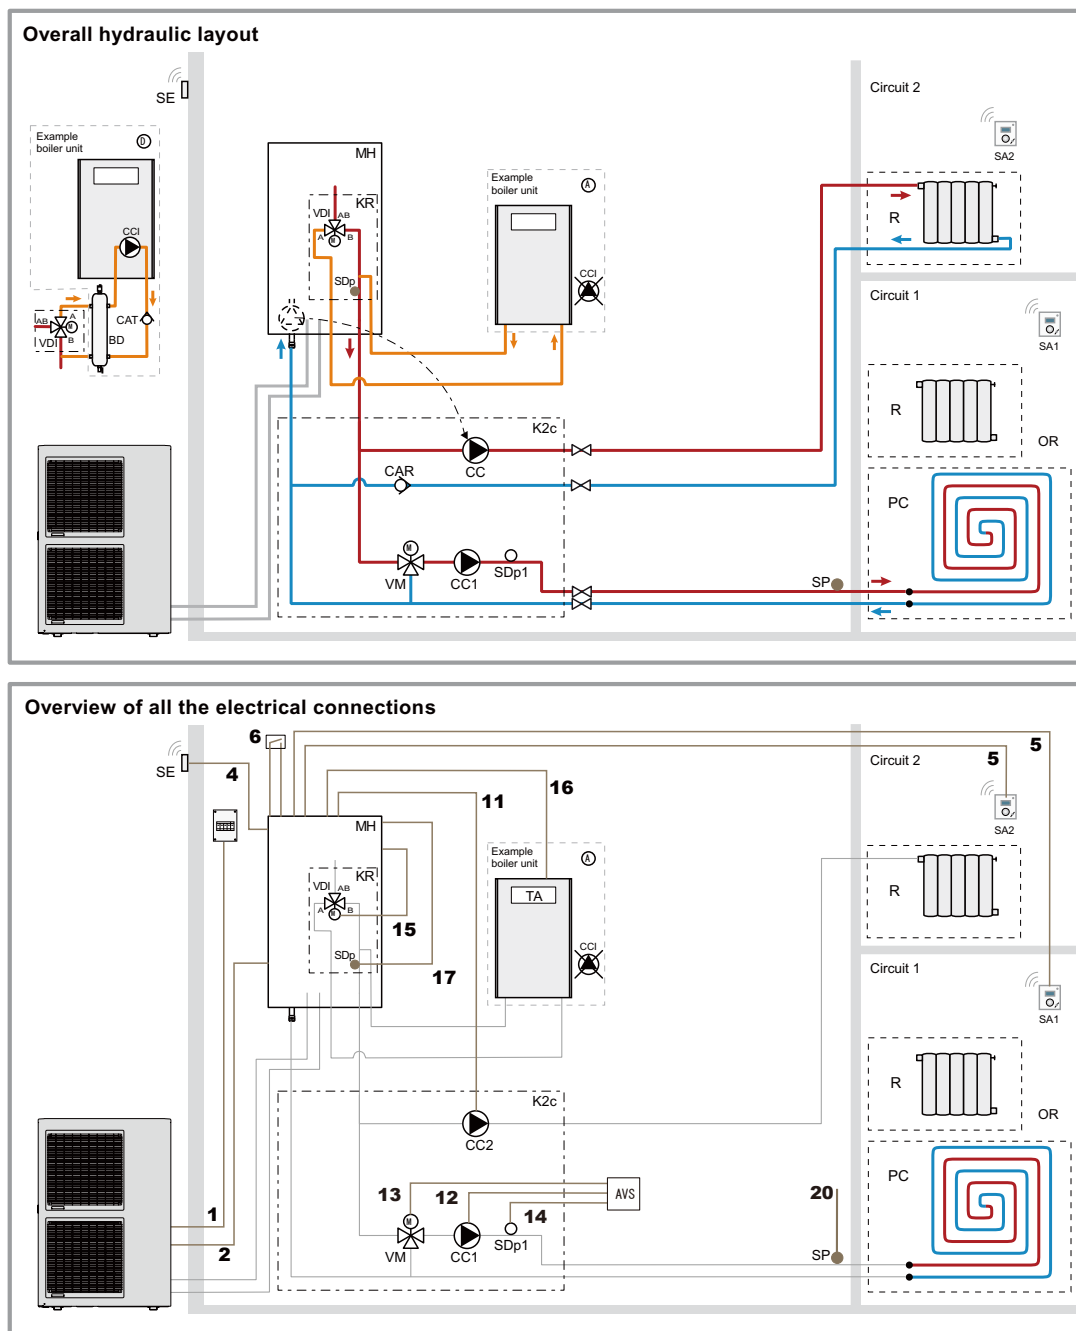 Overall hydraulic layout
SE
Circuit 2
Example
boiler unit
D
SA2
MH
Example
boiler unit
A
KR
VDI
AB
A
M
B
R
CCI
SDp
CCI
Circuit 1
CAT
AB
A
M
VDI
B
BD
SA1
R
K2c
OR
CC
CAR
PC
M
VM
CC1
SDp1
SP
Overview of all the electrical connections
6
SE
4
5
5
Circuit 2
16
11
SA2
MH
Example
boiler unit
A
KR
VDI
AB
A
M
B
TA
R
15
CCI
SDp
17
Circuit 1
SA1
R
K2c
OR
CC2
PC
13
12
AVS
20
1
14
M
2
VM
CC1
SDp1
SP